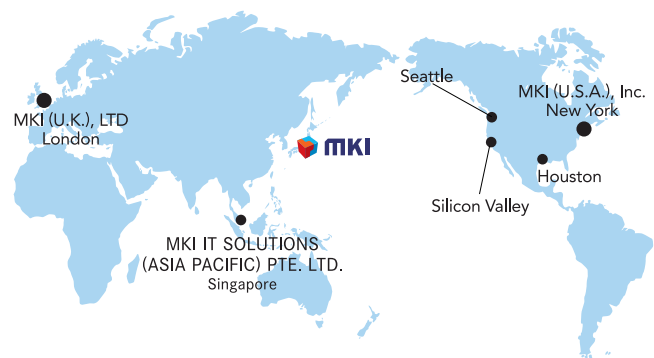 MKI (U.K.), LTD
London
MKI
MKI IT SOLUTIONS
(ASIA PACIFIC) PTE. LTD.
Singapore
Seattle
MKI (U.S.A.), Inc.
New York
Houston
Silicon Valley